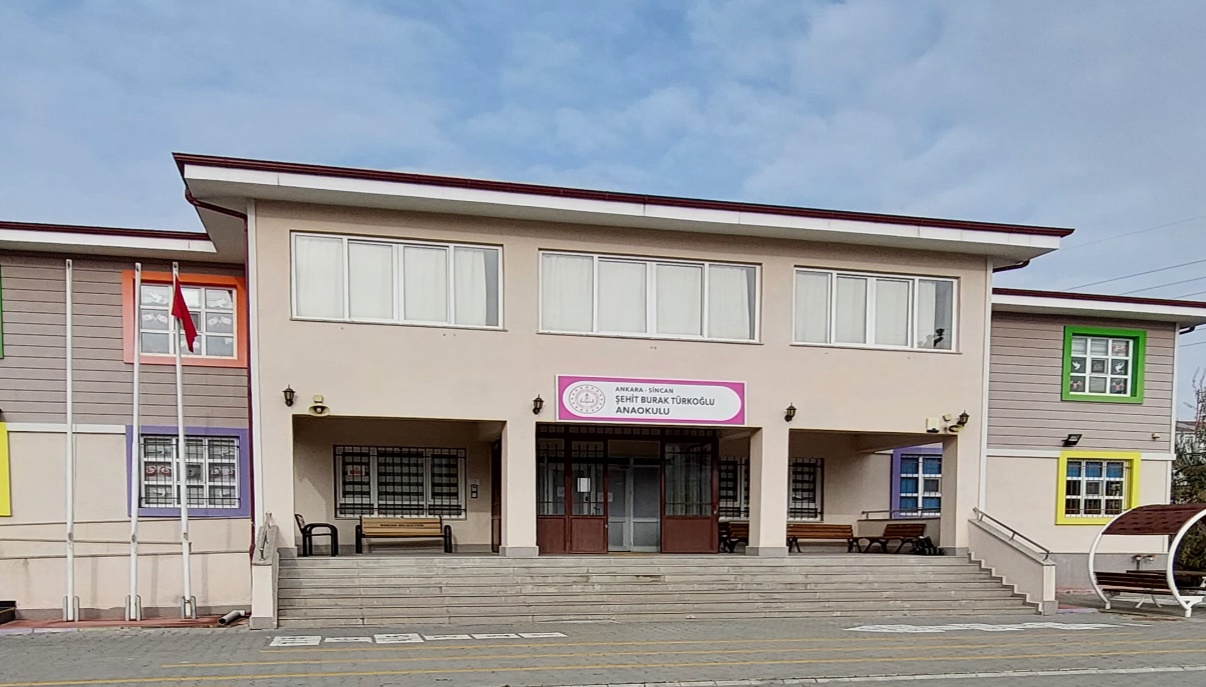 ANKARA - SİNCAN
ŞEHİT BURAK TÜRKOĞLU
ANAOKULU